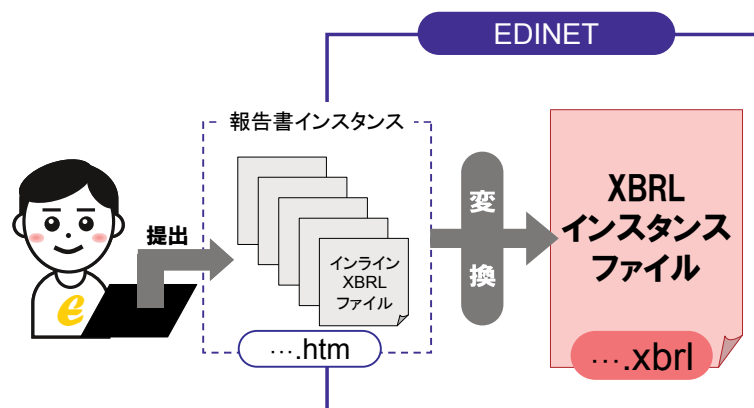 EDINET
報告書インスタンス
提出
e
インライン
XBRL
ファイル
….htm
変
換
XBRL
インスタンス
ファイル
….xbrl